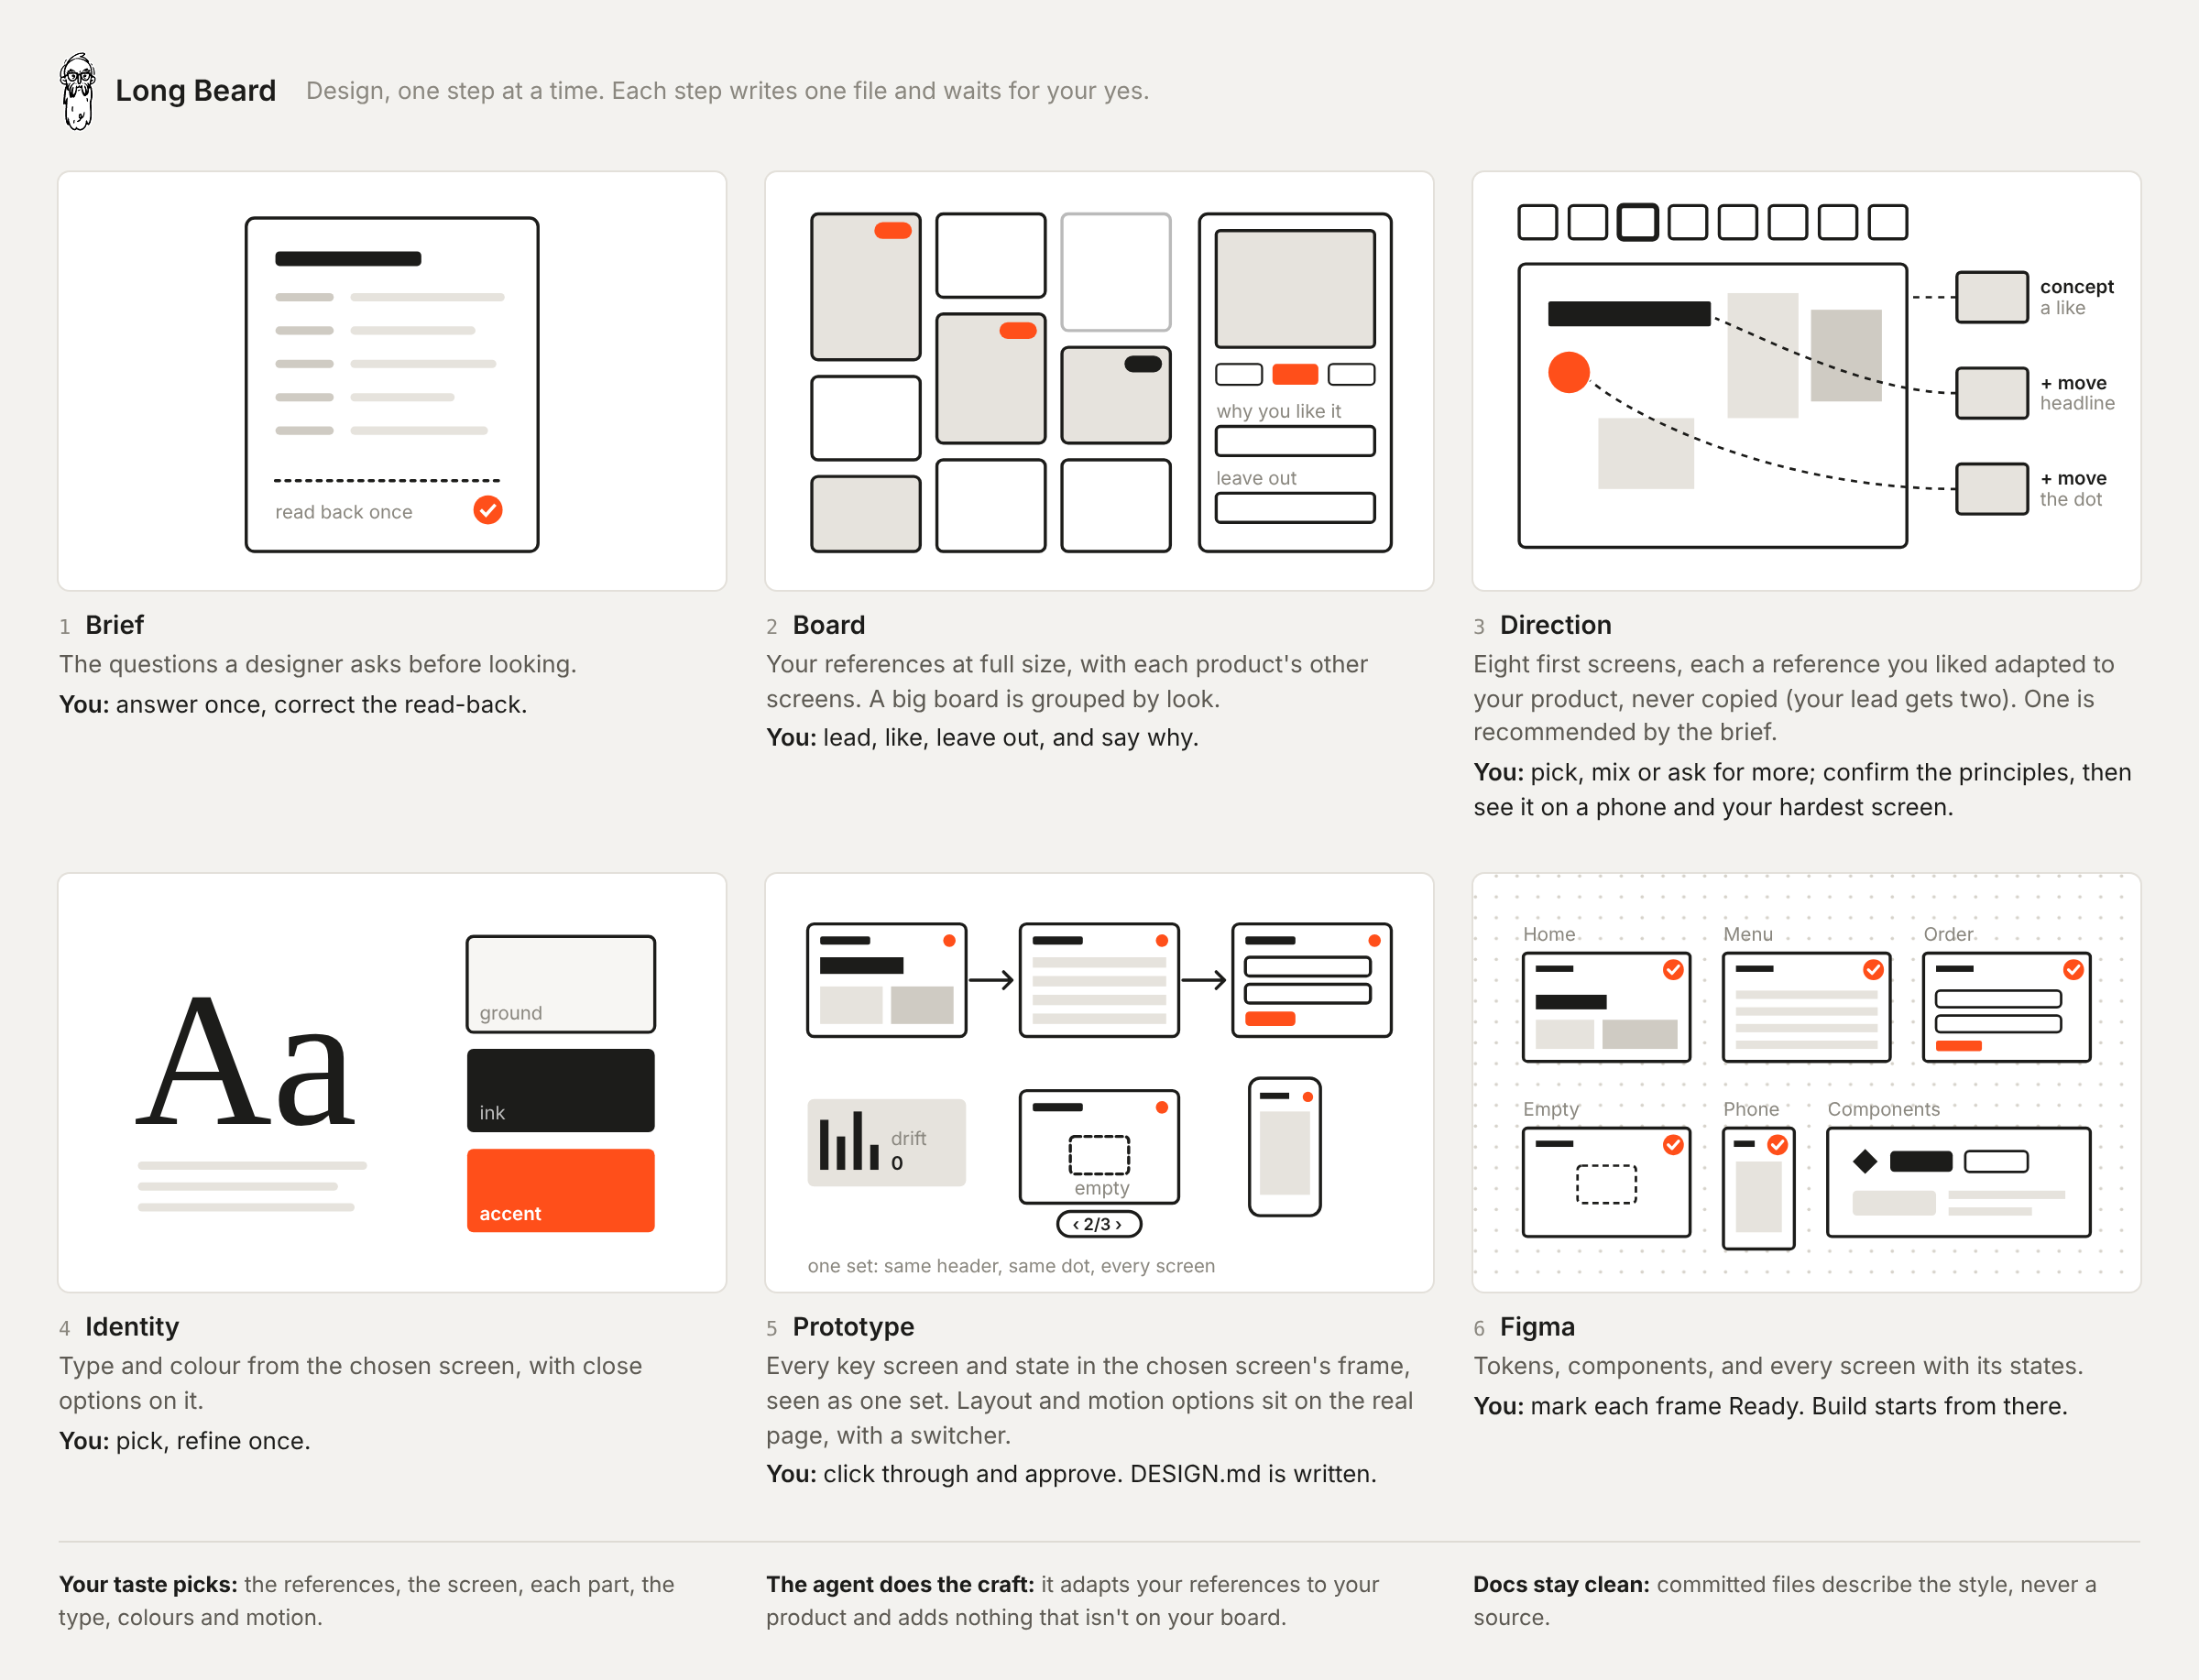 Long Beard
Design, one step at a time. Each step writes one file and waits for your yes.
read back once
why you like it
leave out
concept
a like
+ move
headline
+ move
the dot
1 Brief
The questions a designer asks before looking.
You: answer once, correct the read-back.
2 Board
Your references at full size, with each product's other
screens. A big board is grouped by look.
You: lead, like, leave out, and say why.
3 Direction
Eight first screens, each a reference you liked adapted to
your product, never copied (your lead gets two). One is
recommended by the brief.
You: pick, mix or ask for more; confirm the principles, then
see it on a phone and your hardest screen.
Aa
ground
ink
accent
drift
0
empty
‹ 2/3 ›
one set: same header, same dot, every screen
Home
Menu
Order
Empty
Phone
Components
4 Identity
Type and colour from the chosen screen, with close
options on it.
You: pick, refine once.
5 Prototype
Every key screen and state in the chosen screen's frame,
seen as one set. Layout and motion options sit on the real
page, with a switcher.
You: click through and approve. DESIGN.md is written.
6 Figma
Tokens, components, and every screen with its states.
You: mark each frame Ready. Build starts from there.
Your taste picks: the references, the screen, each part, the
type, colours and motion.
The agent does the craft: it adapts your references to your
product and adds nothing that isn't on your board.
Docs stay clean: committed files describe the style, never a
source.